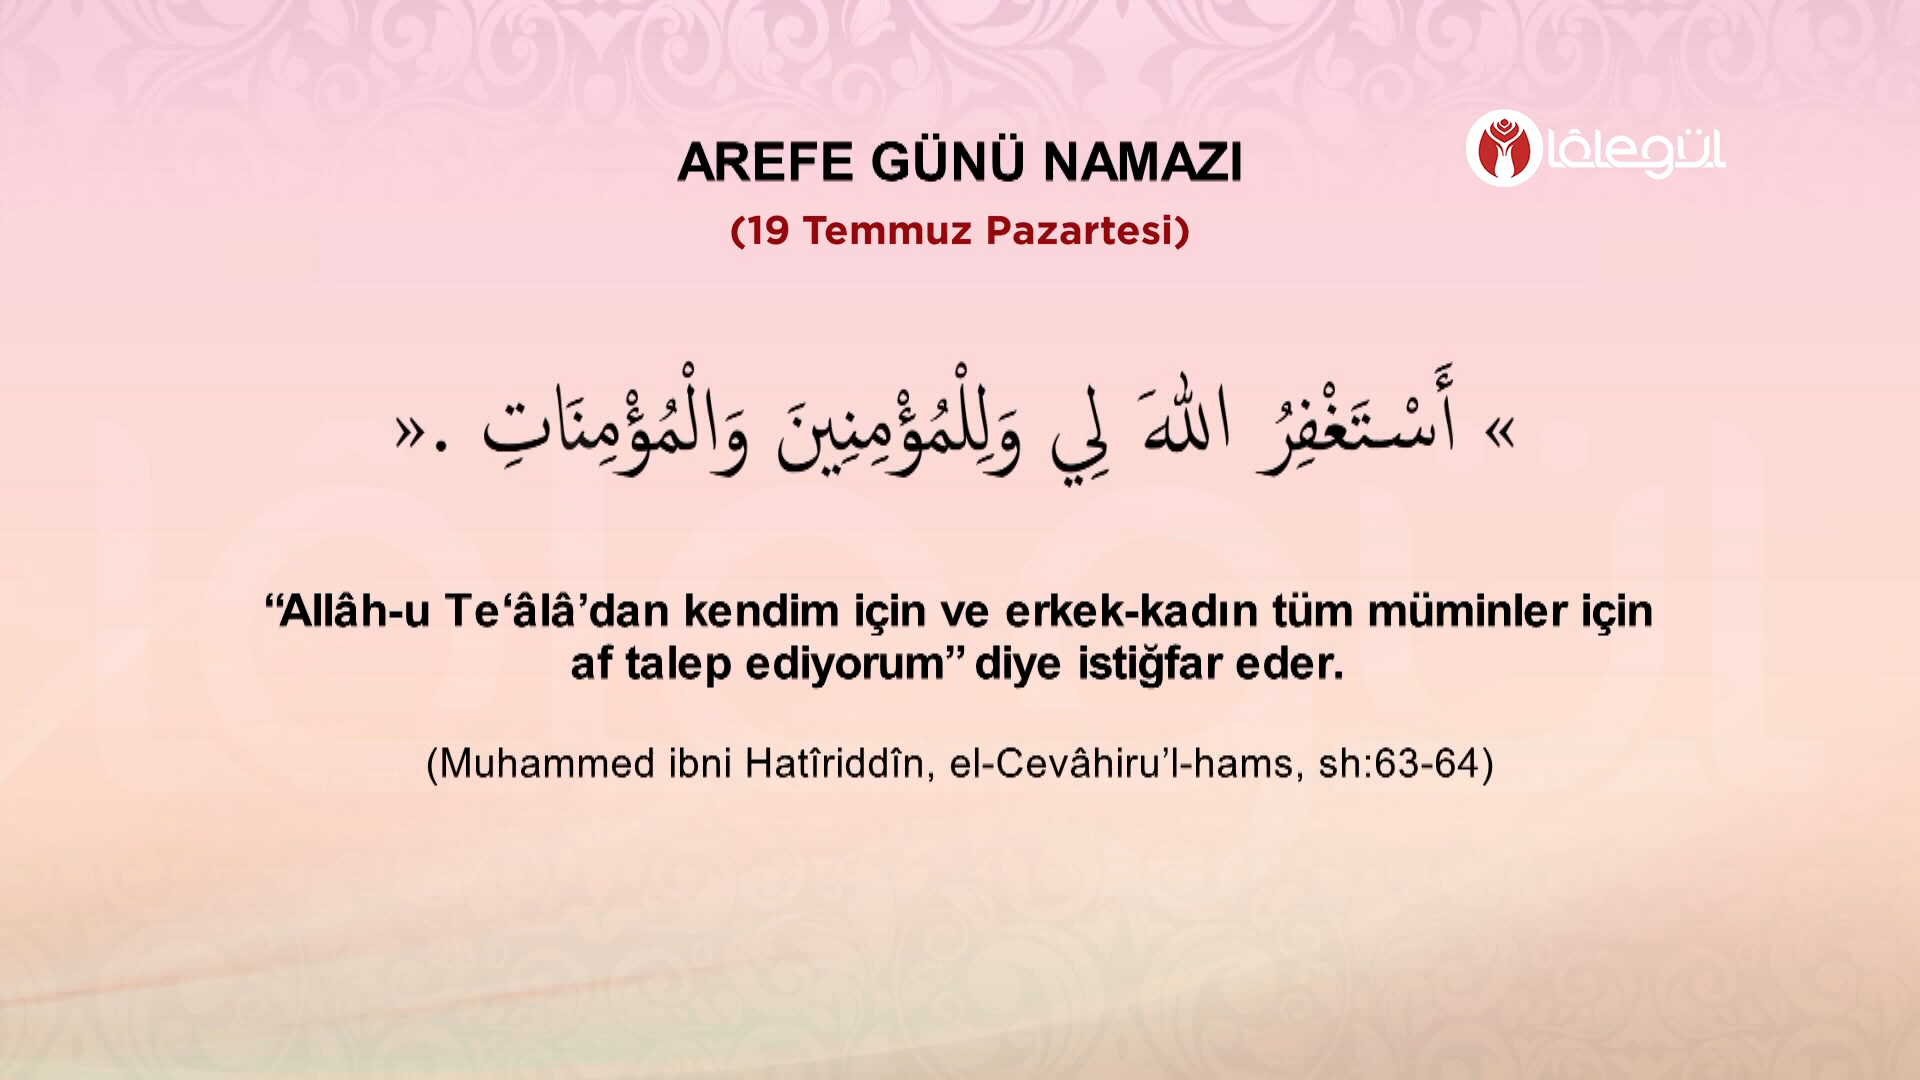 AREFE GÜNÜ NAMAZI
lâlegül
(19 Temmuz Pazartesi)
« أَسْتَغْفِرُ اللهَ لِي وَلِلْمُؤْمِنِينَ وَالْمُؤْمِنَاتِ .»
“Allâh-u Te‘âlâ’dan kendim için ve erkek-kadın tüm müminler için
af talep ediyorum” diye istiğfar eder.
(Muhammed ibni Hatîriddîn, el-Cevâhiru’l-hams, sh:63-64)